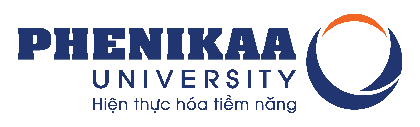 PHENIKAA
UNIVERSITY
Hiện thực hóa tiềm năng